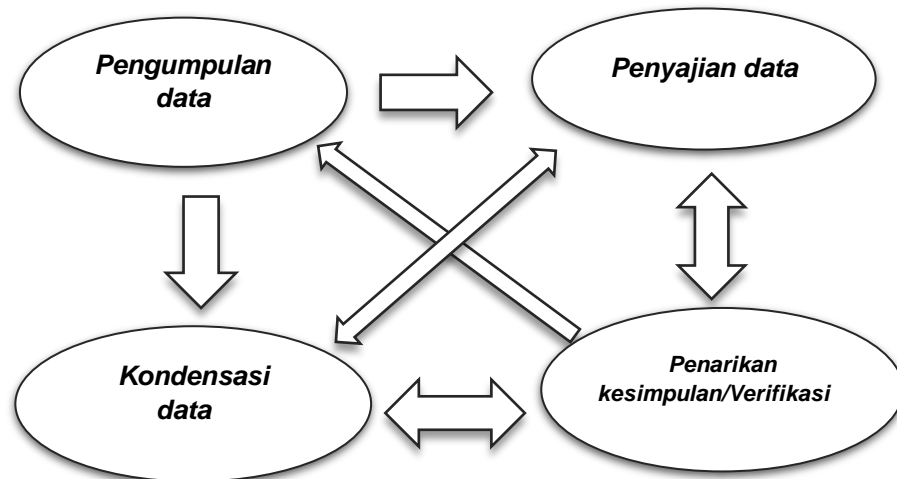 Pengumpulan
data
Penyajian data
Kondensasi
data
Penarikan
kesimpulan/Verifikasi